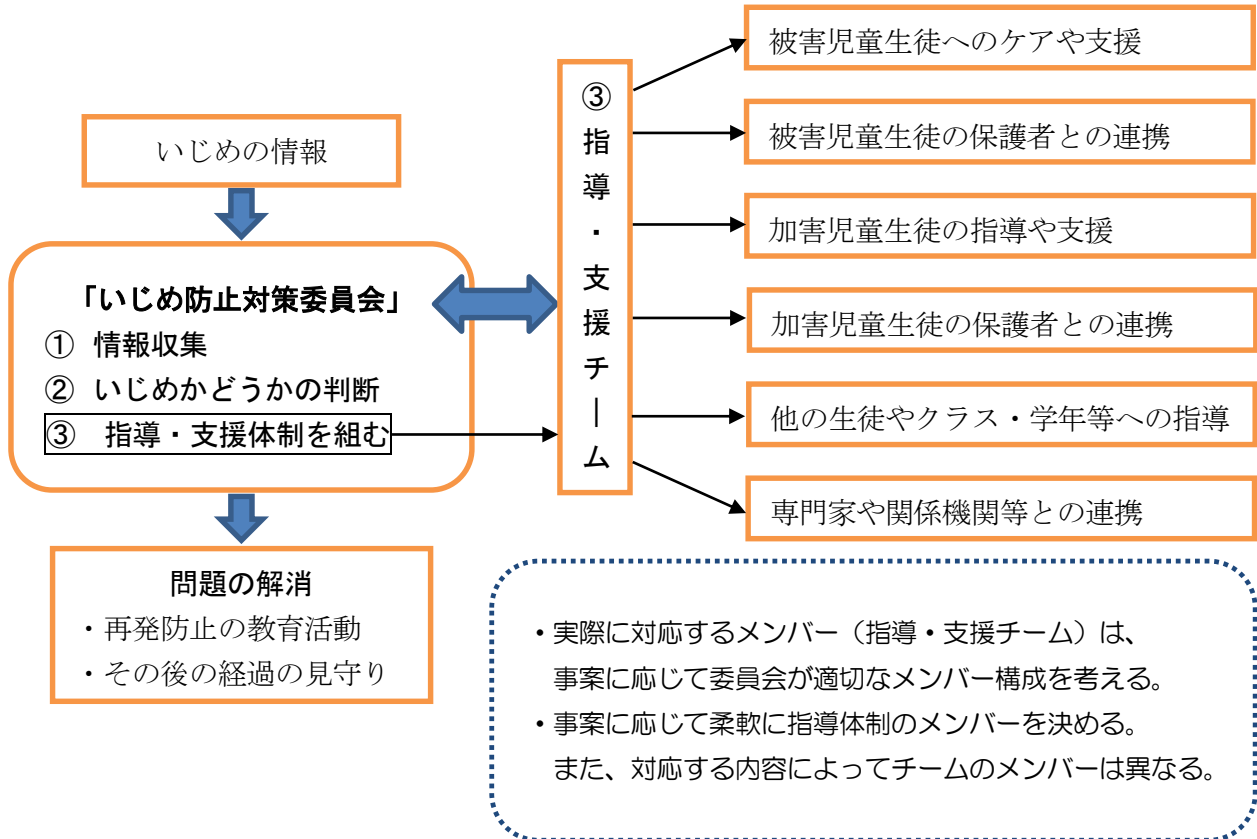 いじめの情報
「いじめ防止対策委員会」
① 情報収集
② いじめかどうかの判断
③ 指導・支援体制を組む
問題の解消
・再発防止の教育活動
・その後の経過の見守り
③指導・支援チーム
被害児童生徒へのケアや支援
被害児童生徒の保護者との連携
加害児童生徒の指導や支援
加害児童生徒の保護者との連携
他の生徒やクラス・学年等への指導
専門家や関係機関等との連携
・実際に対応するメンバー（指導・支援チーム）は、
事案に応じて委員会が適切なメンバー構成を考える。
・事案に応じて柔軟に指導体制のメンバーを決める。
また、対応する内容によってチームのメンバーは異なる。